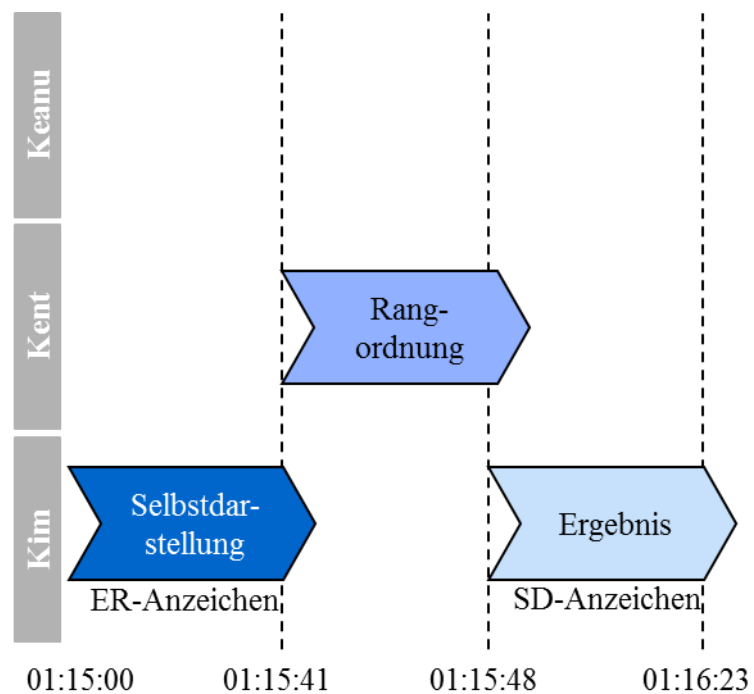 Keanu
Kent
Rang-
ordnung
Kim
Selbstdar-
stellung
Ergebnis
ER-Anzeichen
SD-Anzeichen
01:15:00 01:15:41 01:15:48 01:16:23